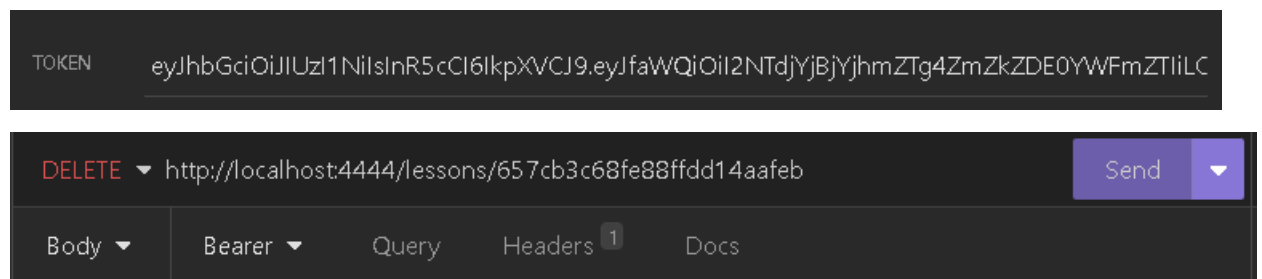 TOKEN eyJhbGciOiJIUzI1NiIsInR5cCI6IkpXVCJ9.eyJfaWQiOiI2NTdjYjBjYjhmZTg4ZmZkZDE0YWFmZTIiLC
DELETE http://localhost:4444/lessons/657cb3c68fe88ffdd14aafeb Send
Body Bearer Query Headers 1 Docs